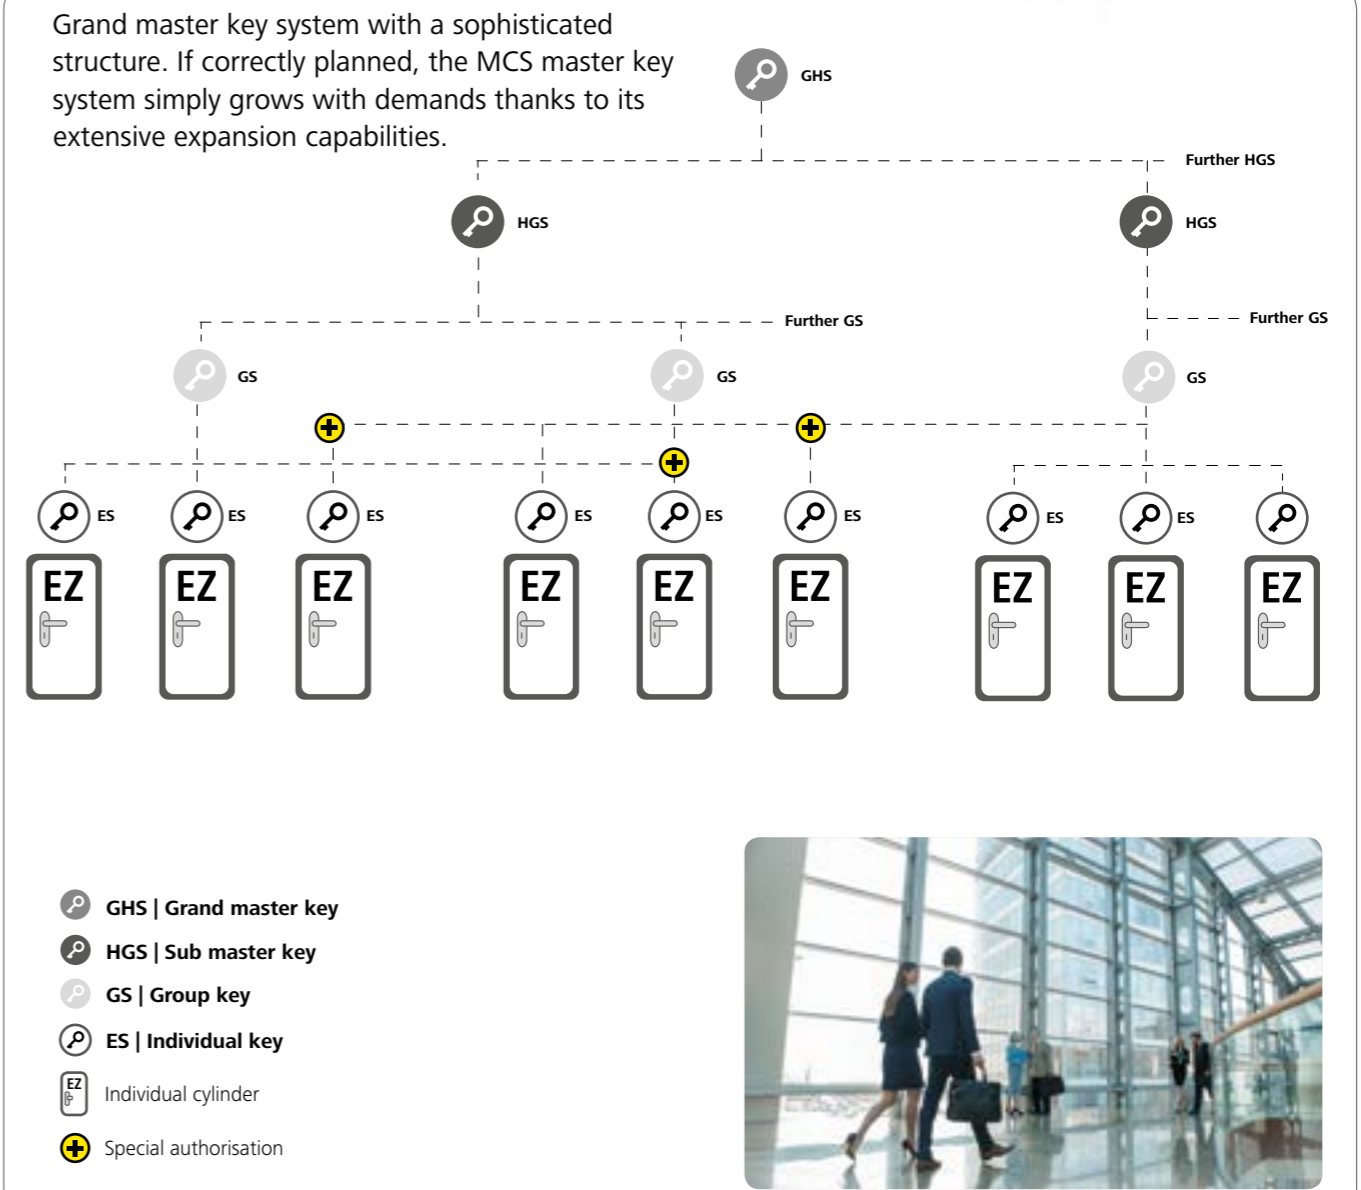 Grand master key system with a sophisticated
structure. If correctly planned, the MCS master key
system simply grows with demands thanks to its
extensive expansion capabilities.
GHS
Further HGS
HGS
HGS
Further GS
Further GS
GS
GS
GS
ES
ES
ES
ES
ES
ES
ES
ES
EZ
EZ
EZ
EZ
EZ
EZ
EZ
EZ
EZ
GHS | Grand master key
HGS | Sub master key
GS | Group key
ES | Individual key
EZ
Individual cylinder
Special authorisation